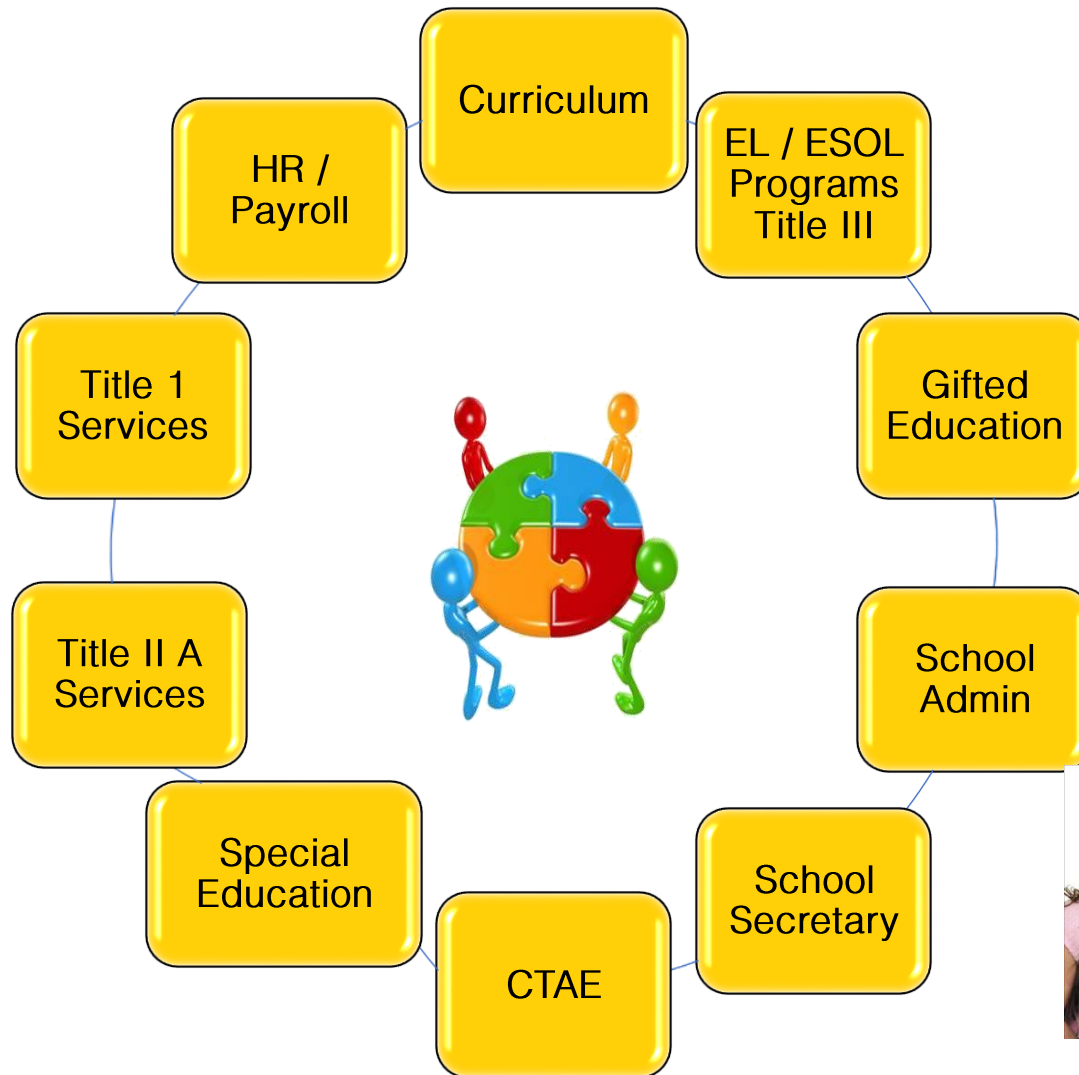 Curriculum
EL / ESOL
Programs
Title III
Gifted
Education
School
Admin
School
Secretary
CTAE
Special
Education
Title II A
Services
Title 1
Services
HR /
Payroll